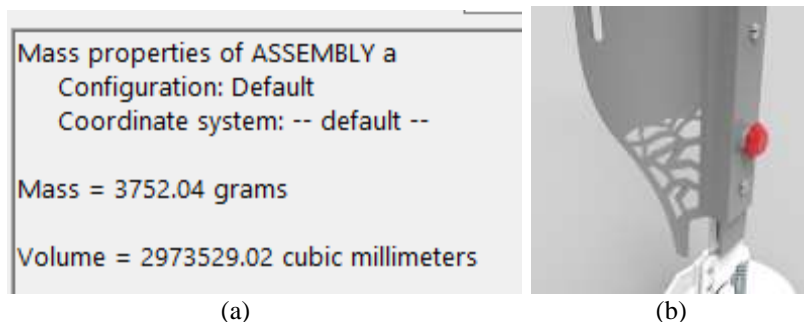 Mass properties of ASSEMBLY a
Configuration: Default
Coordinate system: -- default --
Mass = 3752.04 grams
Volume = 2973529.02 cubic millimeters
(a)
(b)